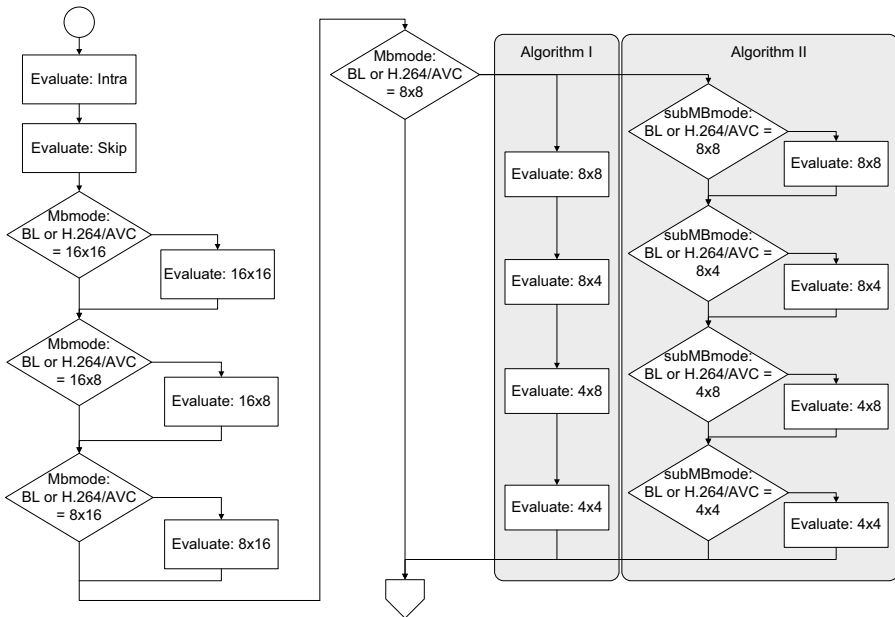 Evaluate: Intra
Evaluate: Skip
Mbmode:
BL or H.264/AVC
= 16x16
Evaluate: 16x16
Mbmode:
BL or H.264/AVC
= 16x8
Evaluate: 16x8
Mbmode:
BL or H.264/AVC
= 8x16
Evaluate: 8x16
Mbmode:
BL or H.264/AVC
= 8x8
Algorithm I
Evaluate: 8x8
Evaluate: 8x4
Evaluate: 4x8
Evaluate: 4x4
Algorithm II
subMBmode:
BL or H.264/AVC =
8x8
Evaluate: 8x8
subMBmode:
BL or H.264/AVC =
8x4
Evaluate: 8x4
subMBmode:
BL or H.264/AVC =
4x8
Evaluate: 4x8
subMBmode:
BL or H.264/AVC =
4x4
Evaluate: 4x4